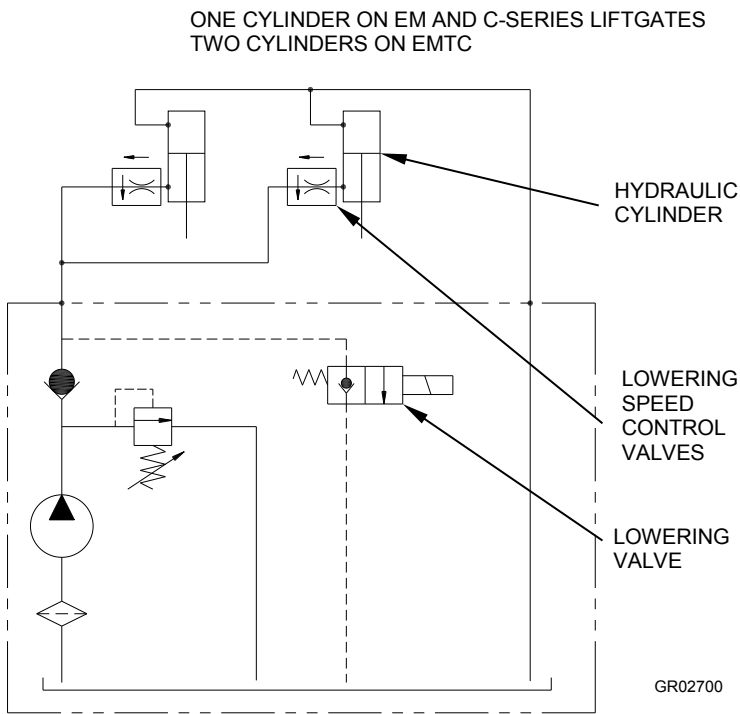 ONE CYLINDER ON EM AND C-SERIES LIFTGATES
TWO CYLINDERS ON EMTC
HYDRAULIC
CYLINDER
LOWERING
SPEED
CONTROL
VALVES
LOWERING
VALVE
GR02700